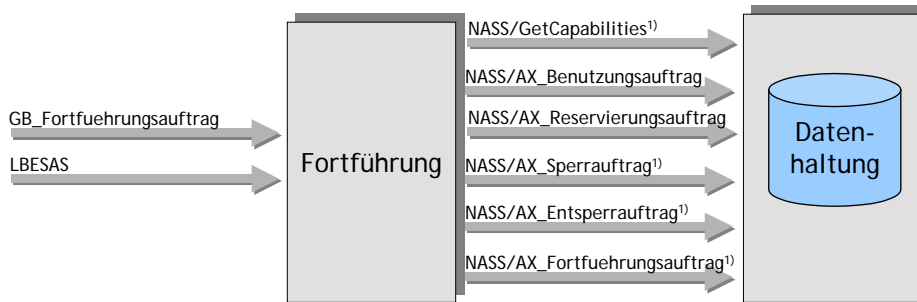 NASS/GetCapabilities1)
NASS/AX_Benutzungsauftrag
GB_Fortfuehrungsauftrag
NASS/AX_Reservierungsauftrag
LBESAS
Fortführung
NASS/AX_Sperrauftrag1)
NASS/AX_Entsperrauftrag1)
NASS/AX_Fortfuehrungsauftrag1)
Daten-
haltung